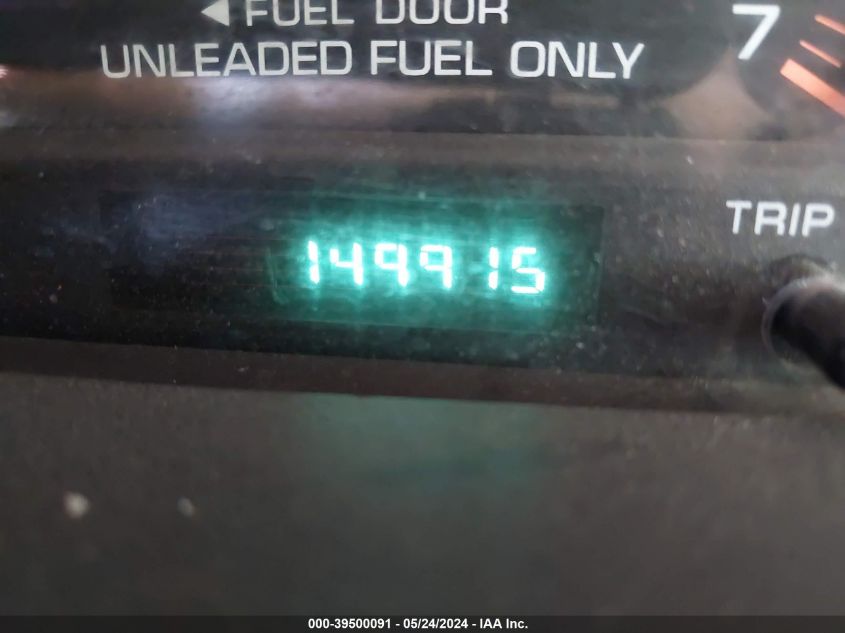 ◀ FUEL DOOR
UNLEADED FUEL ONLY
7
TRIP
149915
000-39500091 - 05/24/2024 - IAA Inc.